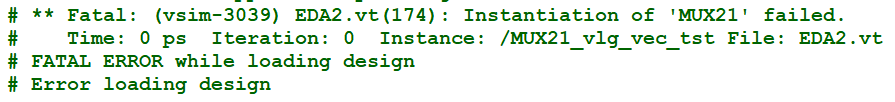 # ** Fatal: (vsim-3039) EDA2.vt(174): Instantiation of 'MUX21' failed.
#    Time: 0 ps  Iteration: 0  Instance: /MUX21_vlg_vec_tst File: EDA2.vt
# FATAL ERROR while loading design
# Error loading design